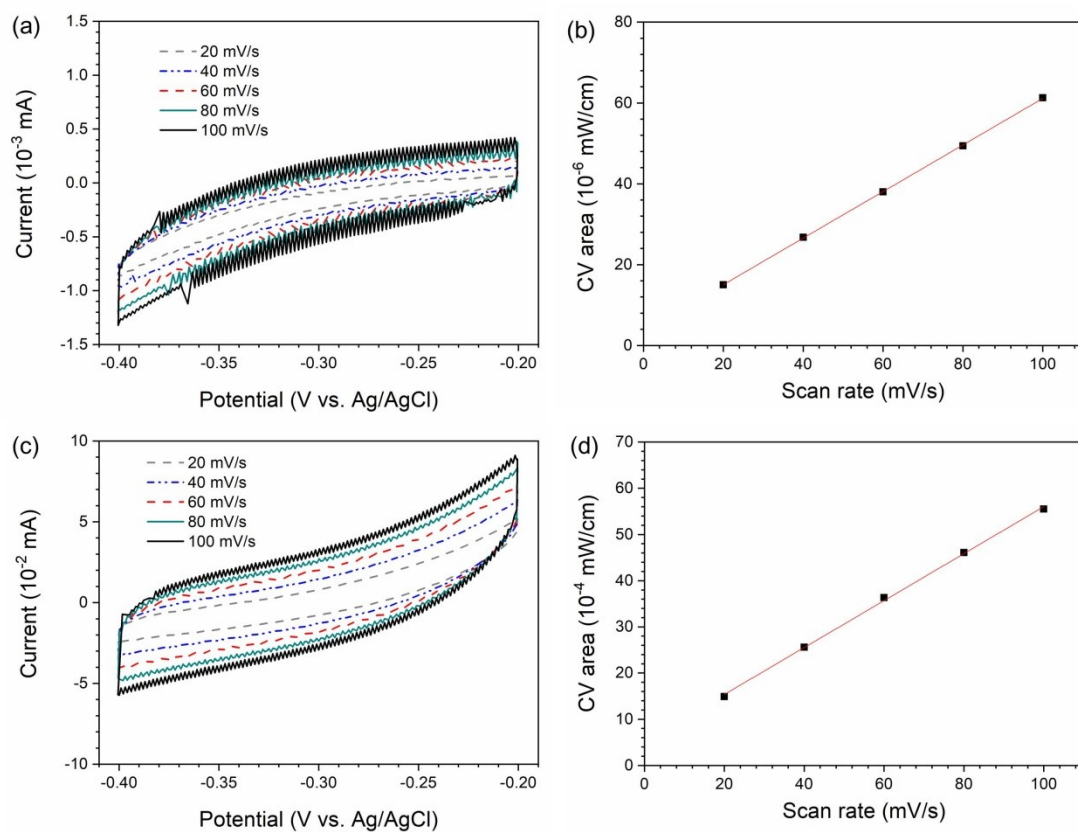 (a)
1.5
1.0
0.5
0.0
-0.5
-1.0
-1.5
Current (10⁻³ mA)
20 mV/s
40 mV/s
60 mV/s
80 mV/s
100 mV/s
-0.40 -0.35 -0.30 -0.25 -0.20
Potential (V vs. Ag/AgCl)
(b)
80
60
40
20
0
CV area (10⁻⁶ mW/cm)
0 20 40 60 80 100
Scan rate (mV/s)
(c)
10
5
0
-5
-10
Current (10⁻² mA)
20 mV/s
40 mV/s
60 mV/s
80 mV/s
100 mV/s
-0.40 -0.35 -0.30 -0.25 -0.20
Potential (V vs. Ag/AgCl)
(d)
70
60
50
40
30
20
10
0
CV area (10⁻⁴ mW/cm)
0 20 40 60 80 100
Scan rate (mV/s)